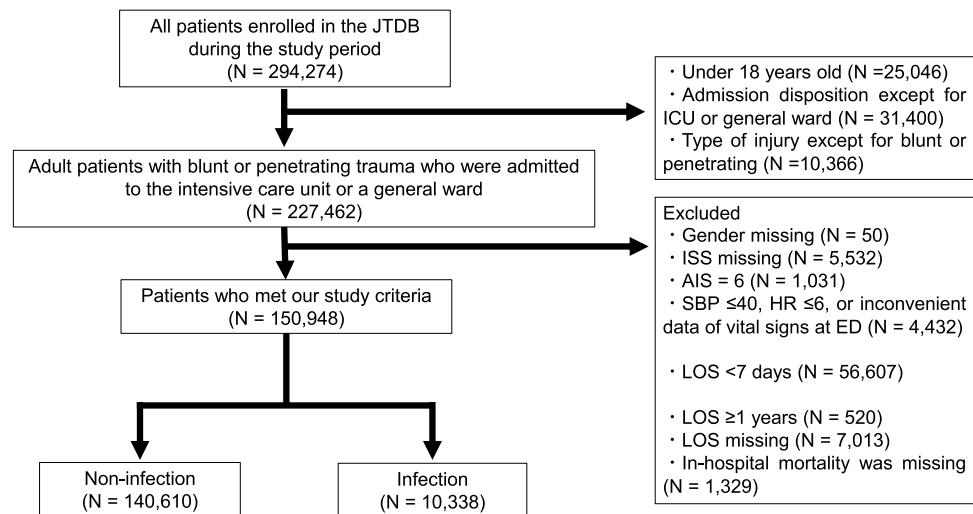 All patients enrolled in the JTDB
during the study period
(N = 294,274)
・Under 18 years old (N =25,046)
・Admission disposition except for
ICU or general ward (N = 31,400)
・Type of injury except for blunt or
penetrating (N =10,366)
Adult patients with blunt or penetrating trauma who were admitted
to the intensive care unit or a general ward
(N = 227,462)
Excluded
・Gender missing (N = 50)
・ISS missing (N = 5,532)
・AIS = 6 (N = 1,031)
・SBP ≤40, HR ≤6, or inconvenient
data of vital signs at ED (N = 4,432)
・LOS <7 days (N = 56,607)
・LOS ≥1 years (N = 520)
・LOS missing (N = 7,013)
・In-hospital mortality was missing
(N = 1,329)
Patients who met our study criteria
(N = 150,948)
Non-infection
(N = 140,610)
Infection
(N = 10,338)